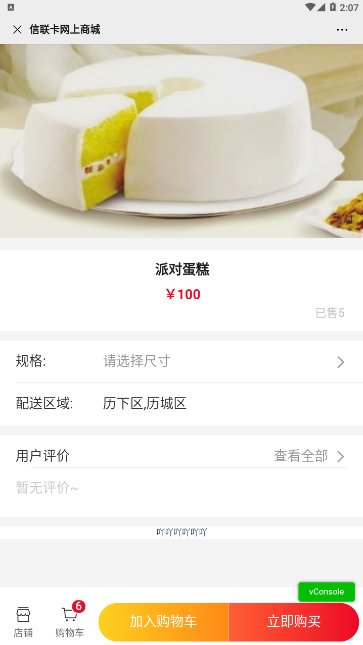 2:07
信联卡网上商城
1/1
派对蛋糕
￥100
已售5
规格: 请选择尺寸
配送区域: 历下区,历城区
用户评价 查看全部
暂无评价~
吖吖吖吖吖吖
vConsole
6
店铺 购物车 加入购物车 立即购买